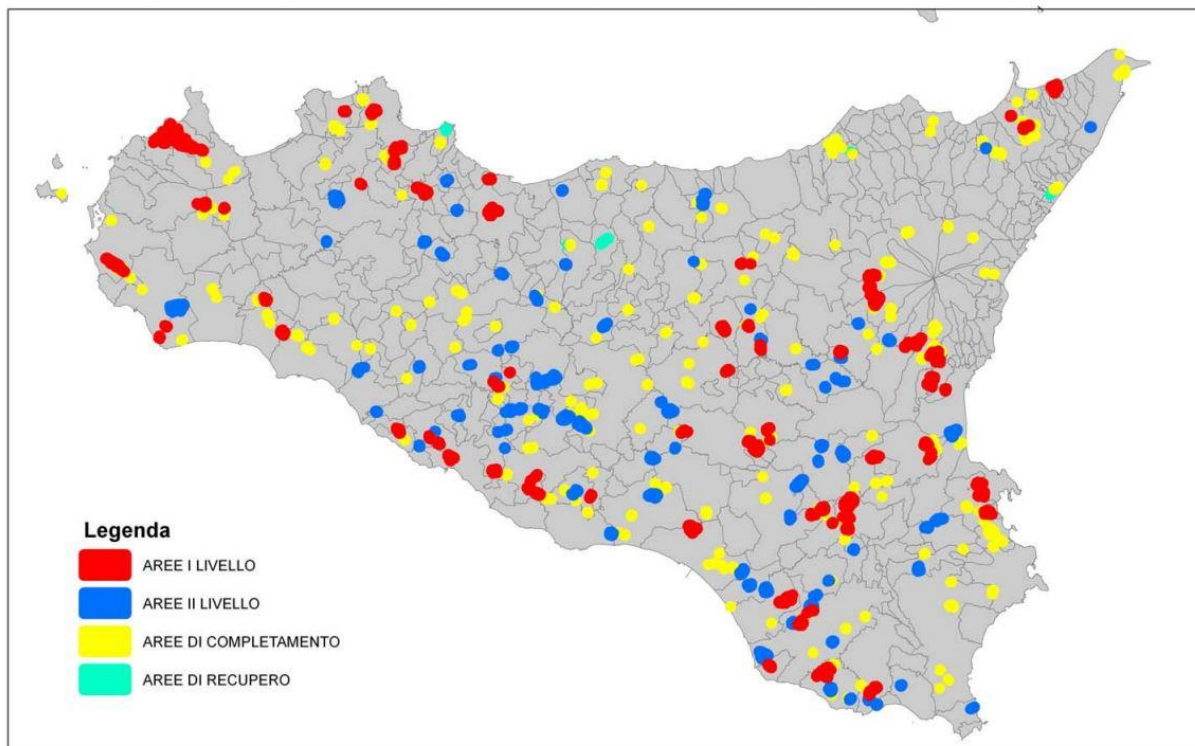 Legenda
AREE I LIVELLO
AREE II LIVELLO
AREE DI COMPLETAMENTO
AREE DI RECUPERO